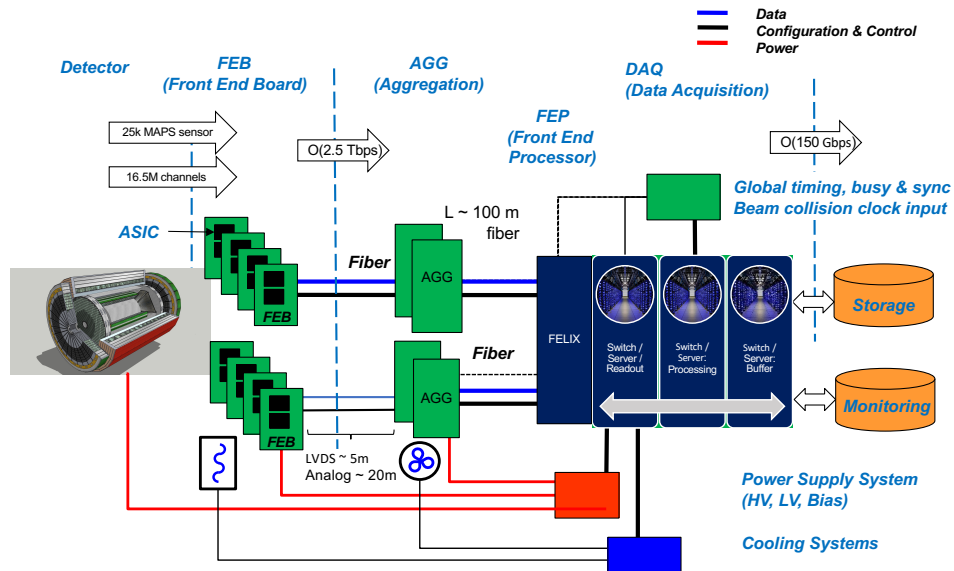 Data
Configuration & Control
Power
Detector
FEB
(Front End Board)
AGG
(Aggregation)
DAQ
(Data Acquisition)
FEP
(Front End
Processor)
25k MAPS sensor
16.5M channels
O(2.5 Tbps)
O(150 Gbps)
Global timing, busy & sync
Beam collision clock input
L ~ 100 m
fiber
ASIC
Fiber
AGG
FEB
FELIX
Switch /
Server /
Readout
Switch /
Server:
Processing
Switch /
Server:
Buffer
Storage
Fiber
AGG
FEB
Monitoring
LVDS ~ 5m
Analog ~ 20m
Power Supply System
(HV, LV, Bias)
Cooling Systems